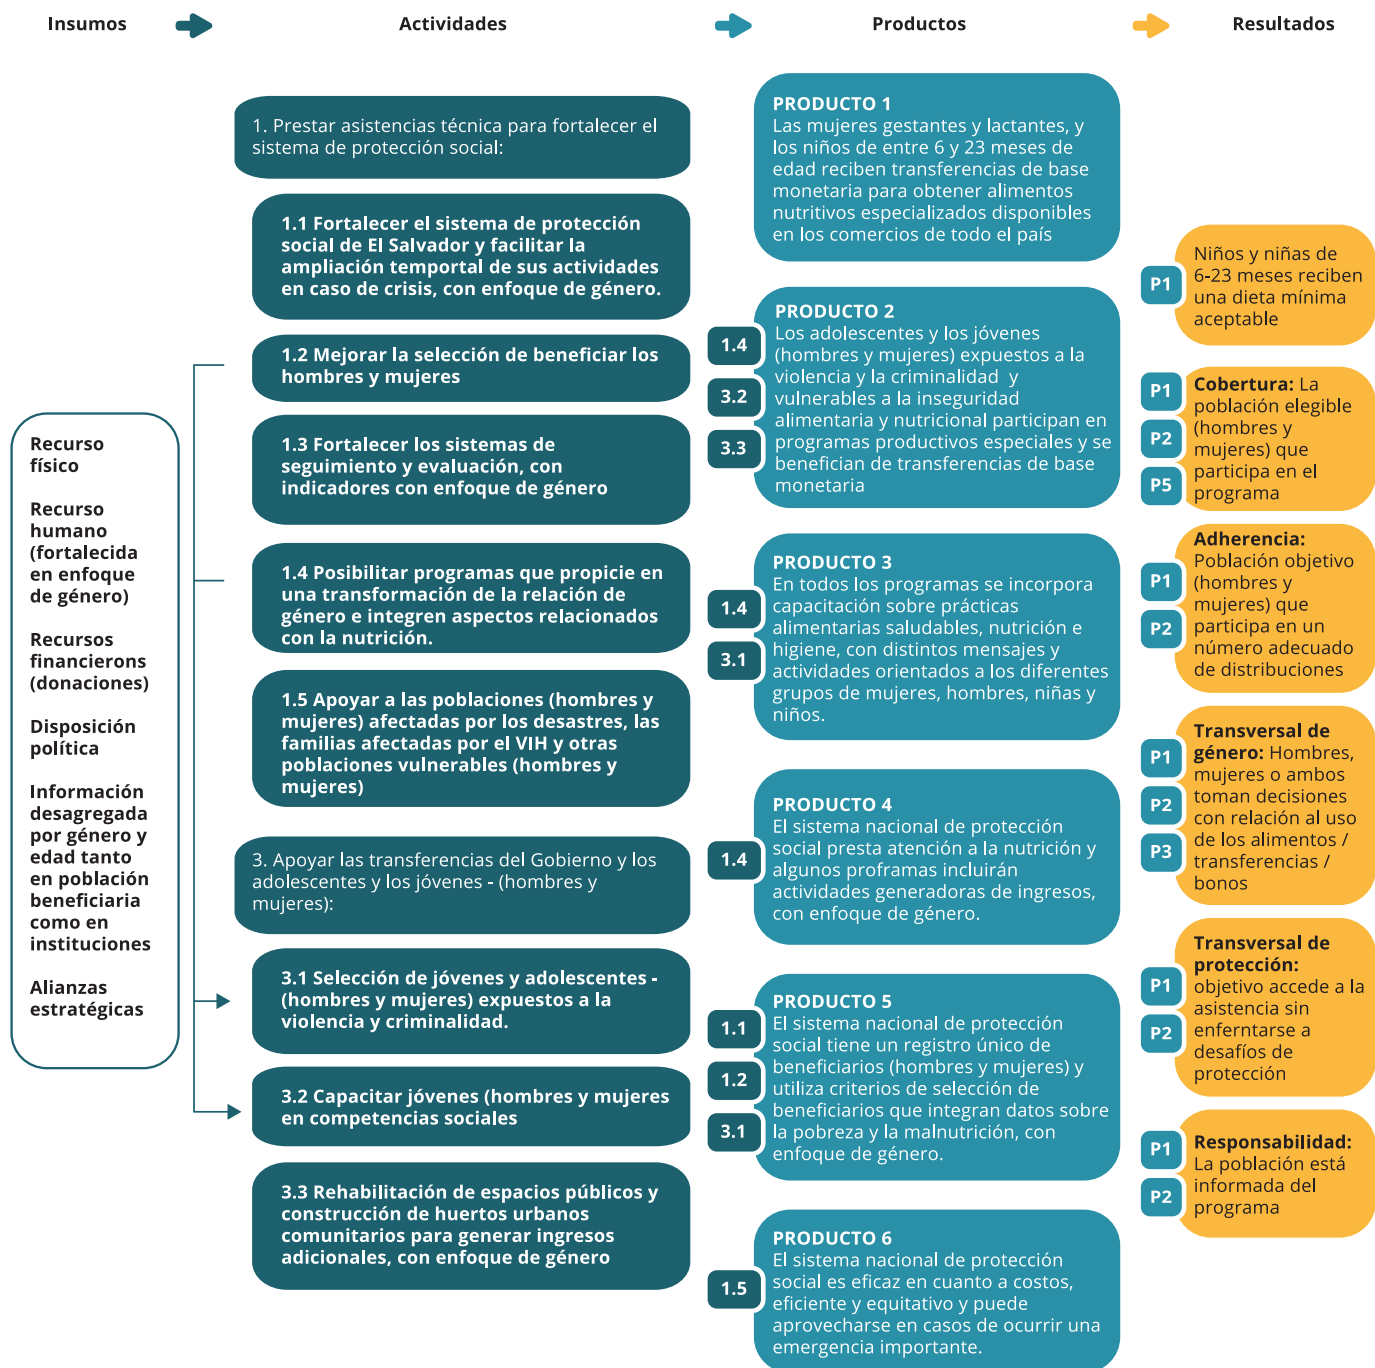 Insumos
Actividades
Productos
Resultados
Recurso
físico
Recurso
humano
(fortalecida
en enfoque
de género)
Recursos
financierons
(donaciones)
Disposición
política
Información
desagregada
por género y
edad tanto
en población
beneficiaria
como en
instituciones
Alianzas
estratégicas
1. Prestar asistencias técnica para fortalecer el
sistema de protección social:
1.1 Fortalecer el sistema de protección
social de El Salvador y facilitar la
ampliación temportal de sus actividades
en caso de crisis, con enfoque de género.
1.2 Mejorar la selección de beneficiar los
hombres y mujeres
1.3 Fortalecer los sistemas de
seguimiento y evaluación, con
indicadores con enfoque de género
1.4 Posibilitar programas que propicie en
una transformación de la relación de
género e integren aspectos relacionados
con la nutrición.
1.5 Apoyar a las poblaciones (hombres y
mujeres) afectadas por los desastres, las
familias afectadas por el VIH y otras
poblaciones vulnerables (hombres y
mujeres)
3. Apoyar las transferencias del Gobierno y los
adolescentes y los jóvenes - (hombres y
mujeres):
3.1 Selección de jóvenes y adolescentes -
(hombres y mujeres) expuestos a la
violencia y criminalidad.
3.2 Capacitar jóvenes (hombres y mujeres
en competencias sociales
3.3 Rehabilitación de espacios públicos y
construcción de huertos urbanos
comunitarios para generar ingresos
adicionales, con enfoque de género
PRODUCTO 1
Las mujeres gestantes y lactantes, y
los niños de entre 6 y 23 meses de
edad reciben transferencias de base
monetaria para obtener alimentos
nutritivos especializados disponibles
en los comercios de todo el país
1.4
3.2
3.3
PRODUCTO 2
Los adolescentes y los jóvenes
(hombres y mujeres) expuestos a la
violencia y la criminalidad y
vulnerables a la inseguridad
alimentaria y nutricional participan en
programas productivos especiales y se
benefician de transferencias de base
monetaria
1.4
3.1
PRODUCTO 3
En todos los programas se incorpora
capacitación sobre prácticas
alimentarias saludables, nutrición e
higiene, con distintos mensajes y
actividades orientados a los diferentes
grupos de mujeres, hombres, niñas y
niños.
1.4
PRODUCTO 4
El sistema nacional de protección
social presta atención a la nutrición y
algunos proframas incluirán
actividades generadoras de ingresos,
con enfoque de género.
1.1
1.2
3.1
PRODUCTO 5
El sistema nacional de protección
social tiene un registro único de
beneficiarios (hombres y mujeres) y
utiliza criterios de selección de
beneficiarios que integran datos sobre
la pobreza y la malnutrición, con
enfoque de género.
1.5
PRODUCTO 6
El sistema nacional de protección
social es eficaz en cuanto a costos,
eficiente y equitativo y puede
aprovecharse en casos de ocurrir una
emergencia importante.
P1
Niños y niñas de
6-23 meses reciben
una dieta mínima
aceptable
P1
P2
P5
Cobertura: La
población elegible
(hombres y
mujeres) que
participa en el
programa
P1
P2
Adherencia:
Población objetivo
(hombres y
mujeres) que
participa en un
número adecuado
de distribuciones
P1
P2
P3
Transversal de
género: Hombres,
mujeres o ambos
toman decisiones
con relación al uso
de los alimentos /
transferencias /
bonos
P1
P2
Transversal de
protección:
objetivo accede a la
asistencia sin
enferntarse a
desafíos de
protección
P1
P2
Responsabilidad:
La población está
informada del
programa